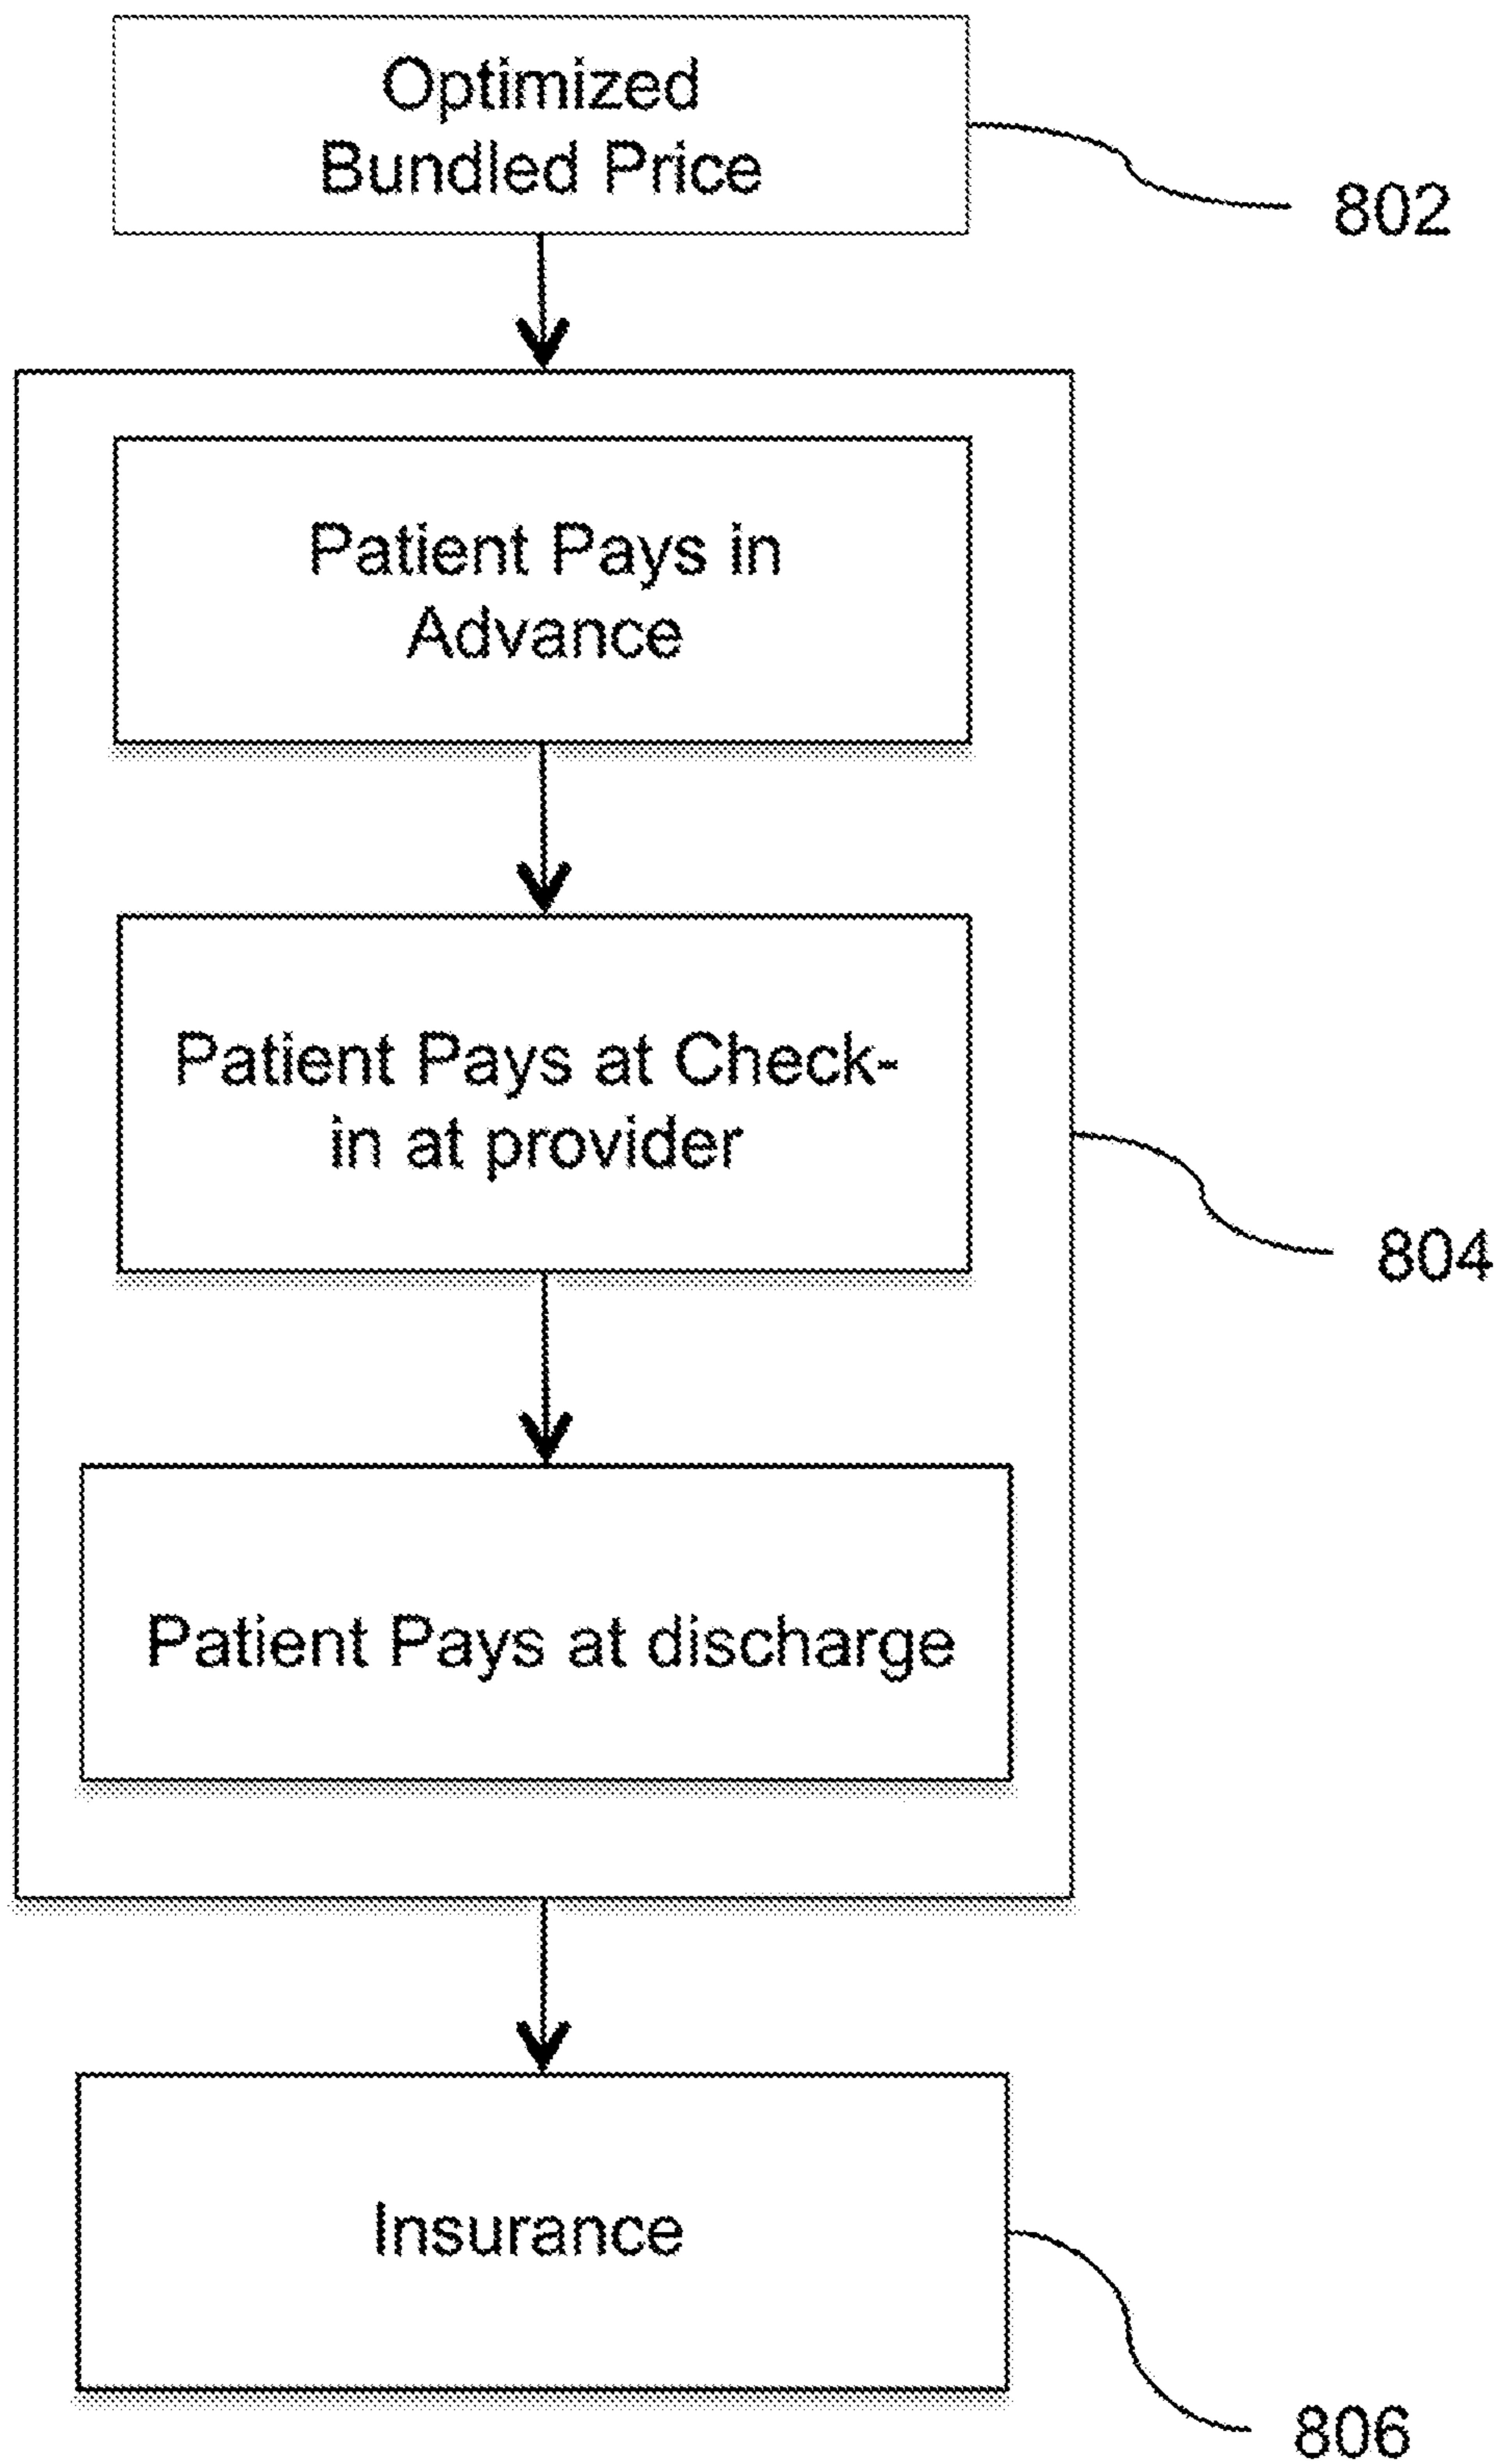 Optimized
Bundled Price
802
Patient Pays in
Advance
Patient Pays at Check-
in at provider
804
Patient Pays at discharge
Insurance
806